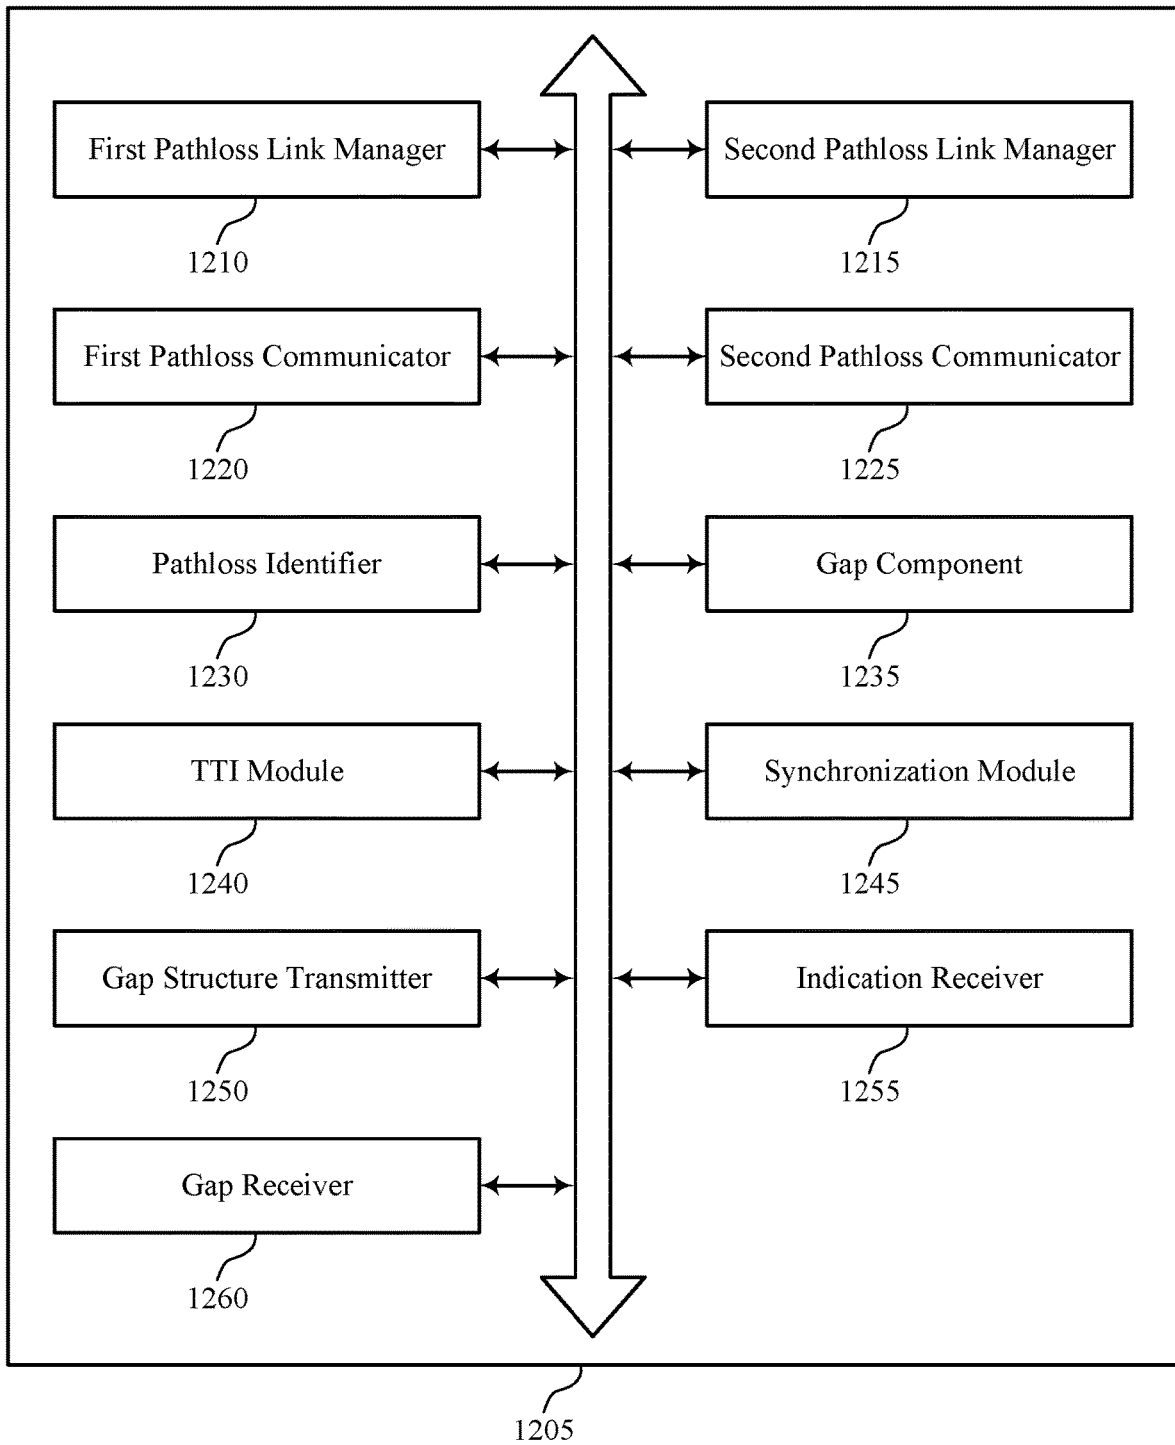 First Pathloss Link Manager
Second Pathloss Link Manager
1210
1215
First Pathloss Communicator
Second Pathloss Communicator
1220
1225
Pathloss Identifier
Gap Component
1230
1235
TTI Module
Synchronization Module
1240
1245
Gap Structure Transmitter
Indication Receiver
1250
1255
Gap Receiver
1260
1205